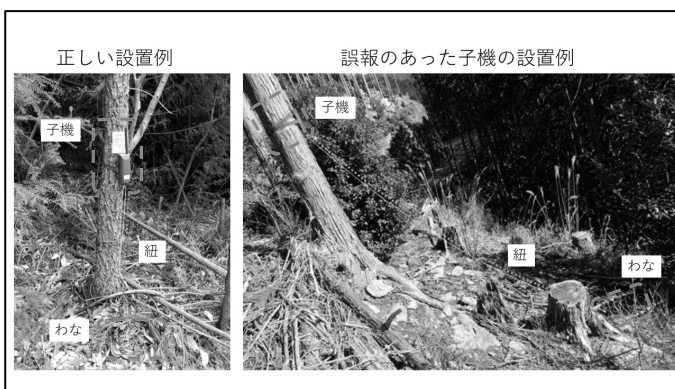 正しい設置例
誤報のあった子機の設置例
子機
紐
わな
子機
紐
わな